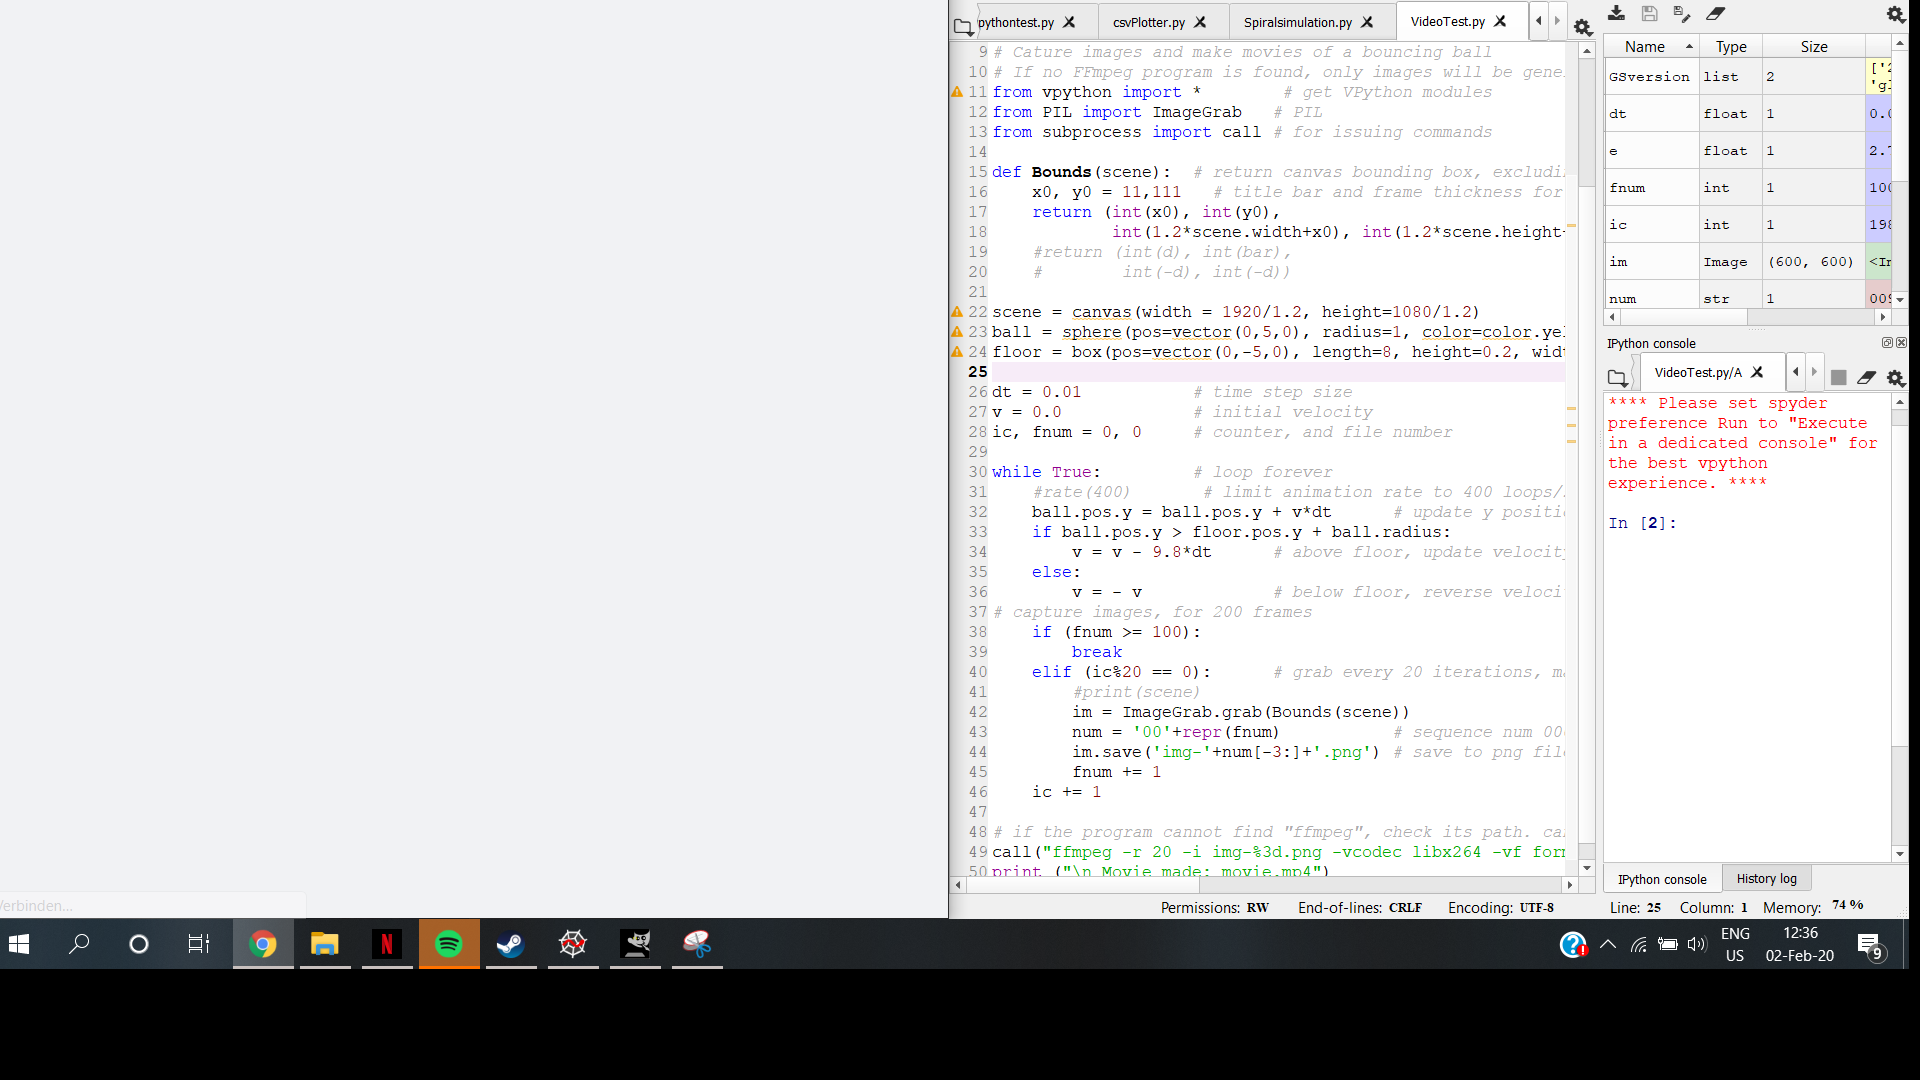 pythontest.py
csvPlotter.py
Spiralsimulation.py
VideoTest.py
9 # Cature images and make movies of a bouncing ball
10 # If no FFmpeg program is found, only images will be gene
11 from vpython import * # get VPython modules
12 from PIL import ImageGrab # PIL
13 from subprocess import call # for issuing commands
14
15 def Bounds(scene): # return canvas bounding box, excludi
16 x0, y0 = 11,111 # title bar and frame thickness for
17 return (int(x0), int(y0),
18 int(1.2*scene.width+x0), int(1.2*scene.height
19 #return (int(d), int(bar),
20 # int(-d), int(-d))
21
22 scene = canvas(width = 1920/1.2, height=1080/1.2)
23 ball = sphere(pos=vector(0,5,0), radius=1, color=color.ye
24 floor = box(pos=vector(0,-5,0), length=8, height=0.2, wid
25
26 dt = 0.01 # time step size
27 v = 0.0 # initial velocity
28 ic, fnum = 0, 0 # counter, and file number
29
30 while True: # loop forever
31 #rate(400) # limit animation rate to 400 loops/
32 ball.pos.y = ball.pos.y + v*dt # update y positi
33 if ball.pos.y > floor.pos.y + ball.radius:
34 v = v - 9.8*dt # above floor, update velocit
35 else:
36 v = - v # below floor, reverse veloci
37 # capture images, for 200 frames
38 if (fnum >= 100):
39 break
40 elif (ic%20 == 0): # grab every 20 iterations, m
41 #print(scene)
42 im = ImageGrab.grab(Bounds(scene))
43 num = '00'+repr(fnum) # sequence num 00
44 im.save('img-'+num[-3:]+'.png') # save to png fil
45 fnum += 1
46 ic += 1
47
48 # if the program cannot find "ffmpeg", check its path. ca
49 call("ffmpeg -r 20 -i img-%3d.png -vcodec libx264 -vf for
50 print ("\n Movie made: movie.mp4")
Name Type Size
GSversion list 2 ['2
'gl
dt float 1 0.0
e float 1 2.7
fnum int 1 100
ic int 1 198
im Image (600, 600) <Im
num str 1 009
IPython console
VideoTest.py/A
**** Please set spyder
preference Run to "Execute
in a dedicated console" for
the best vpython
experience. ****
In [2]:
IPython console History log
Permissions: RW End-of-lines: CRLF Encoding: UTF-8 Line: 25 Column: 1 Memory: 74 %
Verbinden...
ENG
US
12:36
02-Feb-20
9